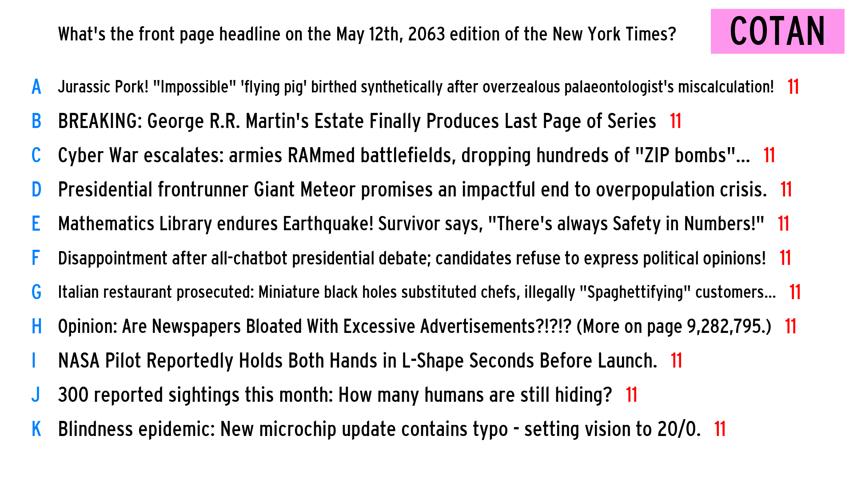 What's the front page headline on the May 12th, 2063 edition of the New York Times?
COTAN
A Jurassic Pork! "Impossible" 'flying pig' birthed synthetically after overzealous palaeontologist's miscalculation! 11
B BREAKING: George R.R. Martin's Estate Finally Produces Last Page of Series 11
C Cyber War escalates: armies RAMmed battlefields, dropping hundreds of "ZIP bombs"... 11
D Presidential frontrunner Giant Meteor promises an impactful end to overpopulation crisis. 11
E Mathematics Library endures Earthquake! Survivor says, "There's always Safety in Numbers!" 11
F Disappointment after all-chatbot presidential debate; candidates refuse to express political opinions! 11
G Italian restaurant prosecuted: Miniature black holes substituted chefs, illegally "Spaghettifying" customers... 11
H Opinion: Are Newspapers Bloated With Excessive Advertisements?!?!? (More on page 9,282,795.) 11
I NASA Pilot Reportedly Holds Both Hands in L-Shape Seconds Before Launch. 11
J 300 reported sightings this month: How many humans are still hiding? 11
K Blindness epidemic: New microchip update contains typo - setting vision to 20/0. 11